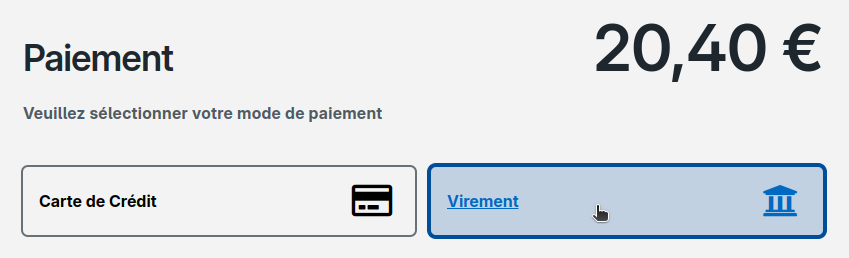 Paiement
20,40 €
Veuillez sélectionner votre mode de paiement
Carte de Crédit
Virement